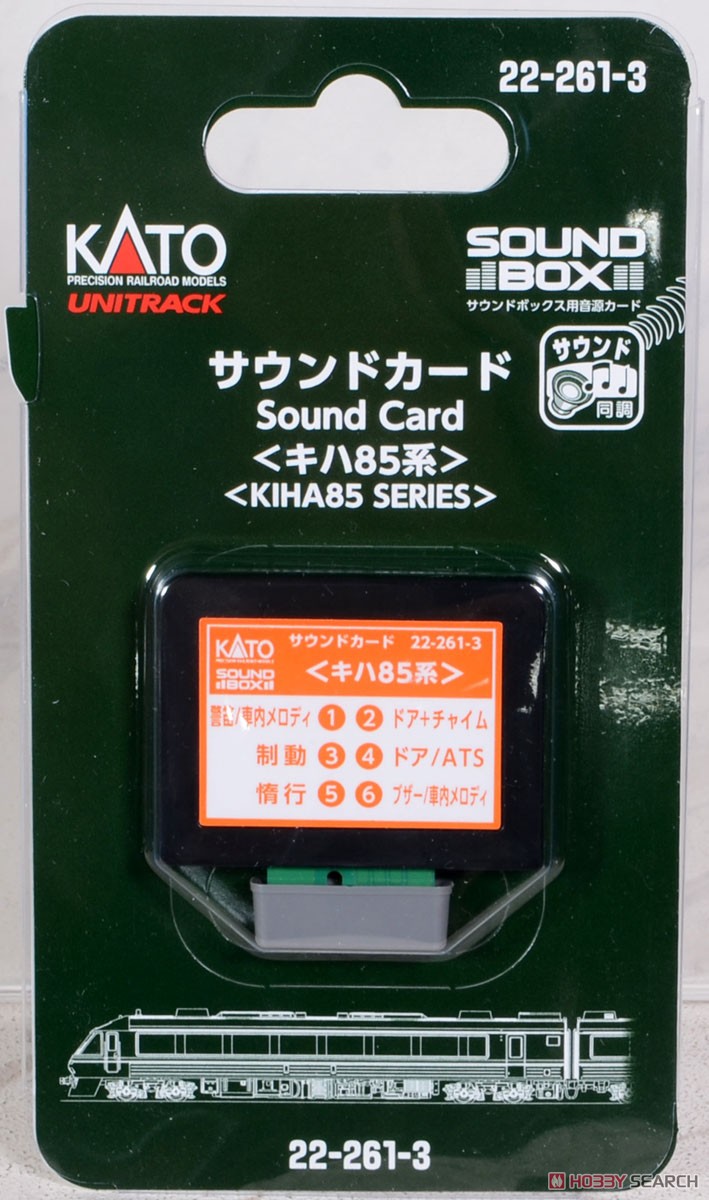 22-261-3
KATO
PRECISION RAILROAD MODELS
UNITRACK
SOUND
BOX
サウンドボックス用音源カード
サウンド
同調
サウンドカード
Sound Card
<キハ85系>
<KIHA85 SERIES>
KATO
PRECISION RAILROAD MODELS
サウンドカード 22-261-3
SOUND
BOX
<キハ85系>
警笛/車内メロディ 1 2 ドア+チャイム
制動 3 4 ドア/ATS
惰行 5 6 ブザー/車内メロディ
22-261-3
HOBBY SEARCH